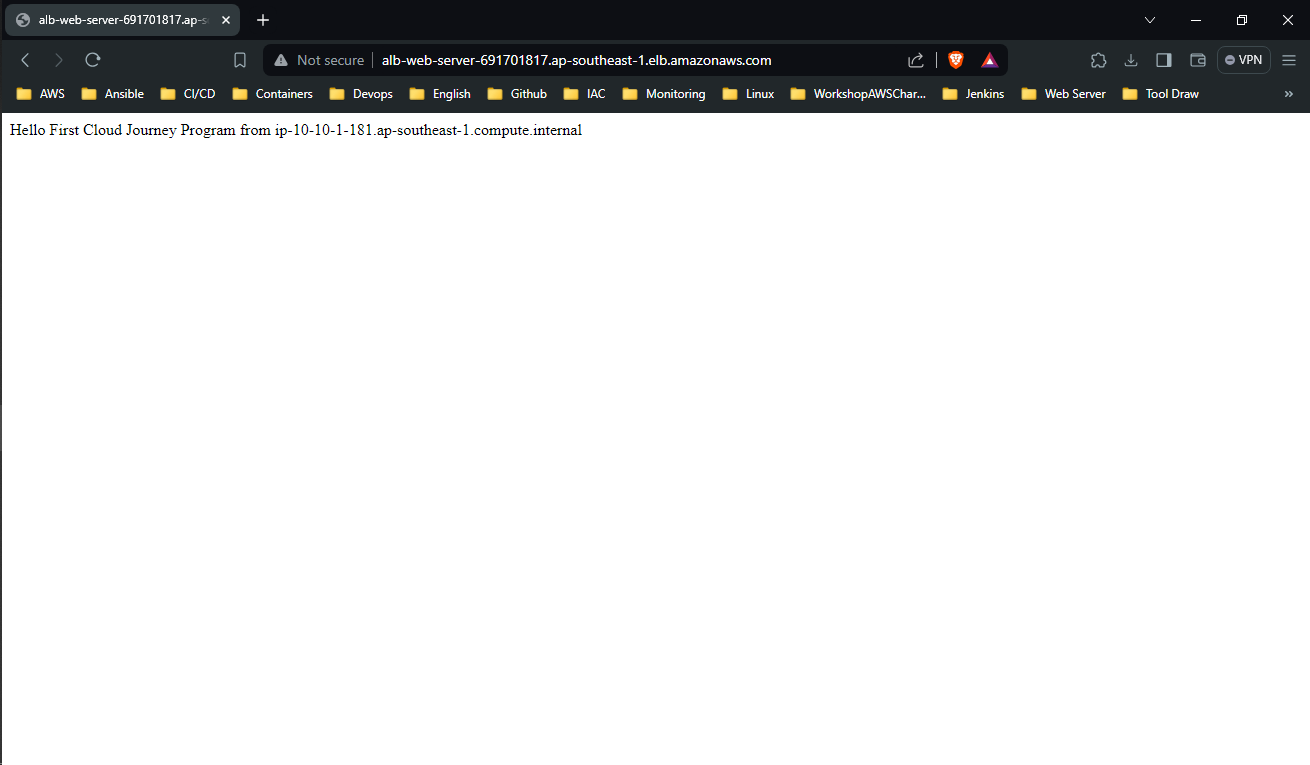 alb-web-server-691701817.ap-s
Not secure alb-web-server-691701817.ap-southeast-1.elb.amazonaws.com VPN
AWS Ansible CI/CD Containers Devops English Github IAC Monitoring Linux WorkshopAWSChar... Jenkins Web Server Tool Draw »
Hello First Cloud Journey Program from ip-10-10-1-181.ap-southeast-1.compute.internal